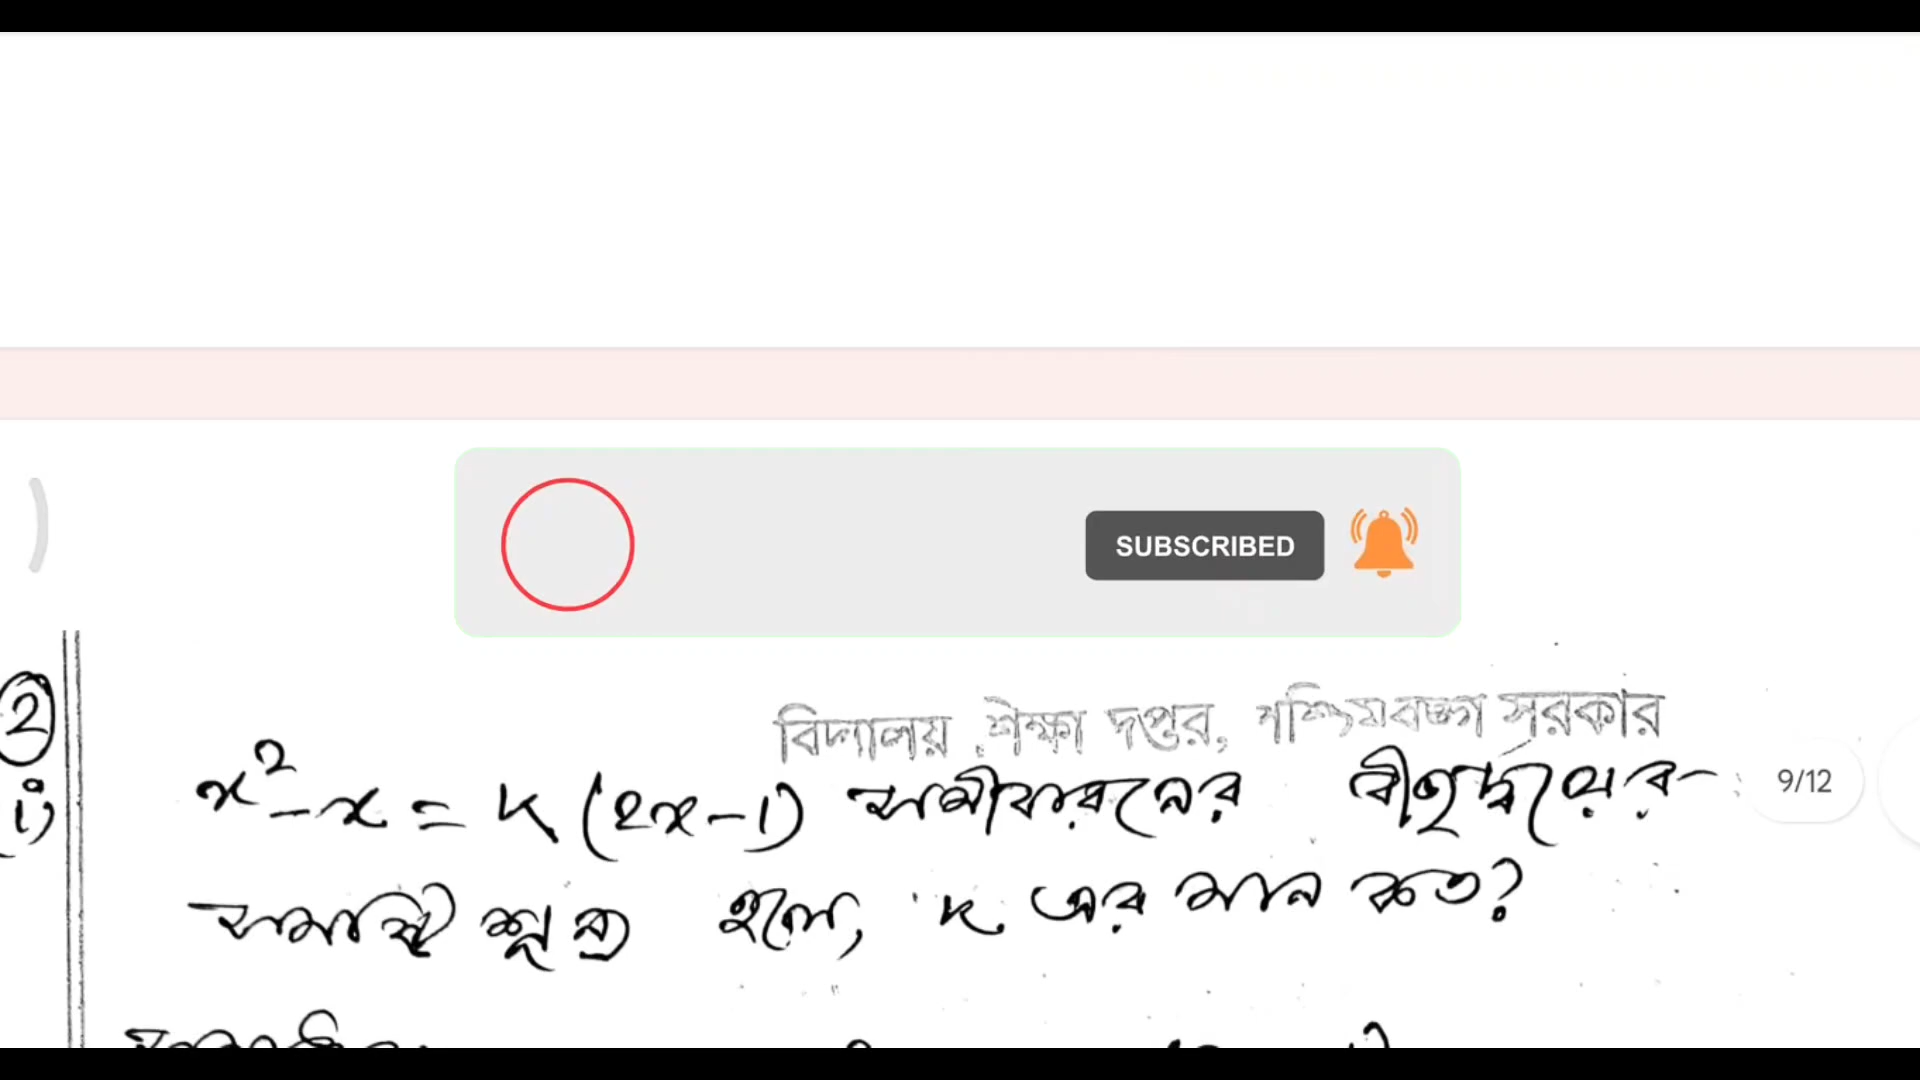 SUBSCRIBED
2
বিদ্যালয় শিক্ষা দপ্তর, পশ্চিমবঙ্গ সরকার
(i)
x² - x = k (2x-1) সমীকরণের বীজদ্বয়ের
9/12
সমষ্টি শূন্য হলে, k এর মান কত?